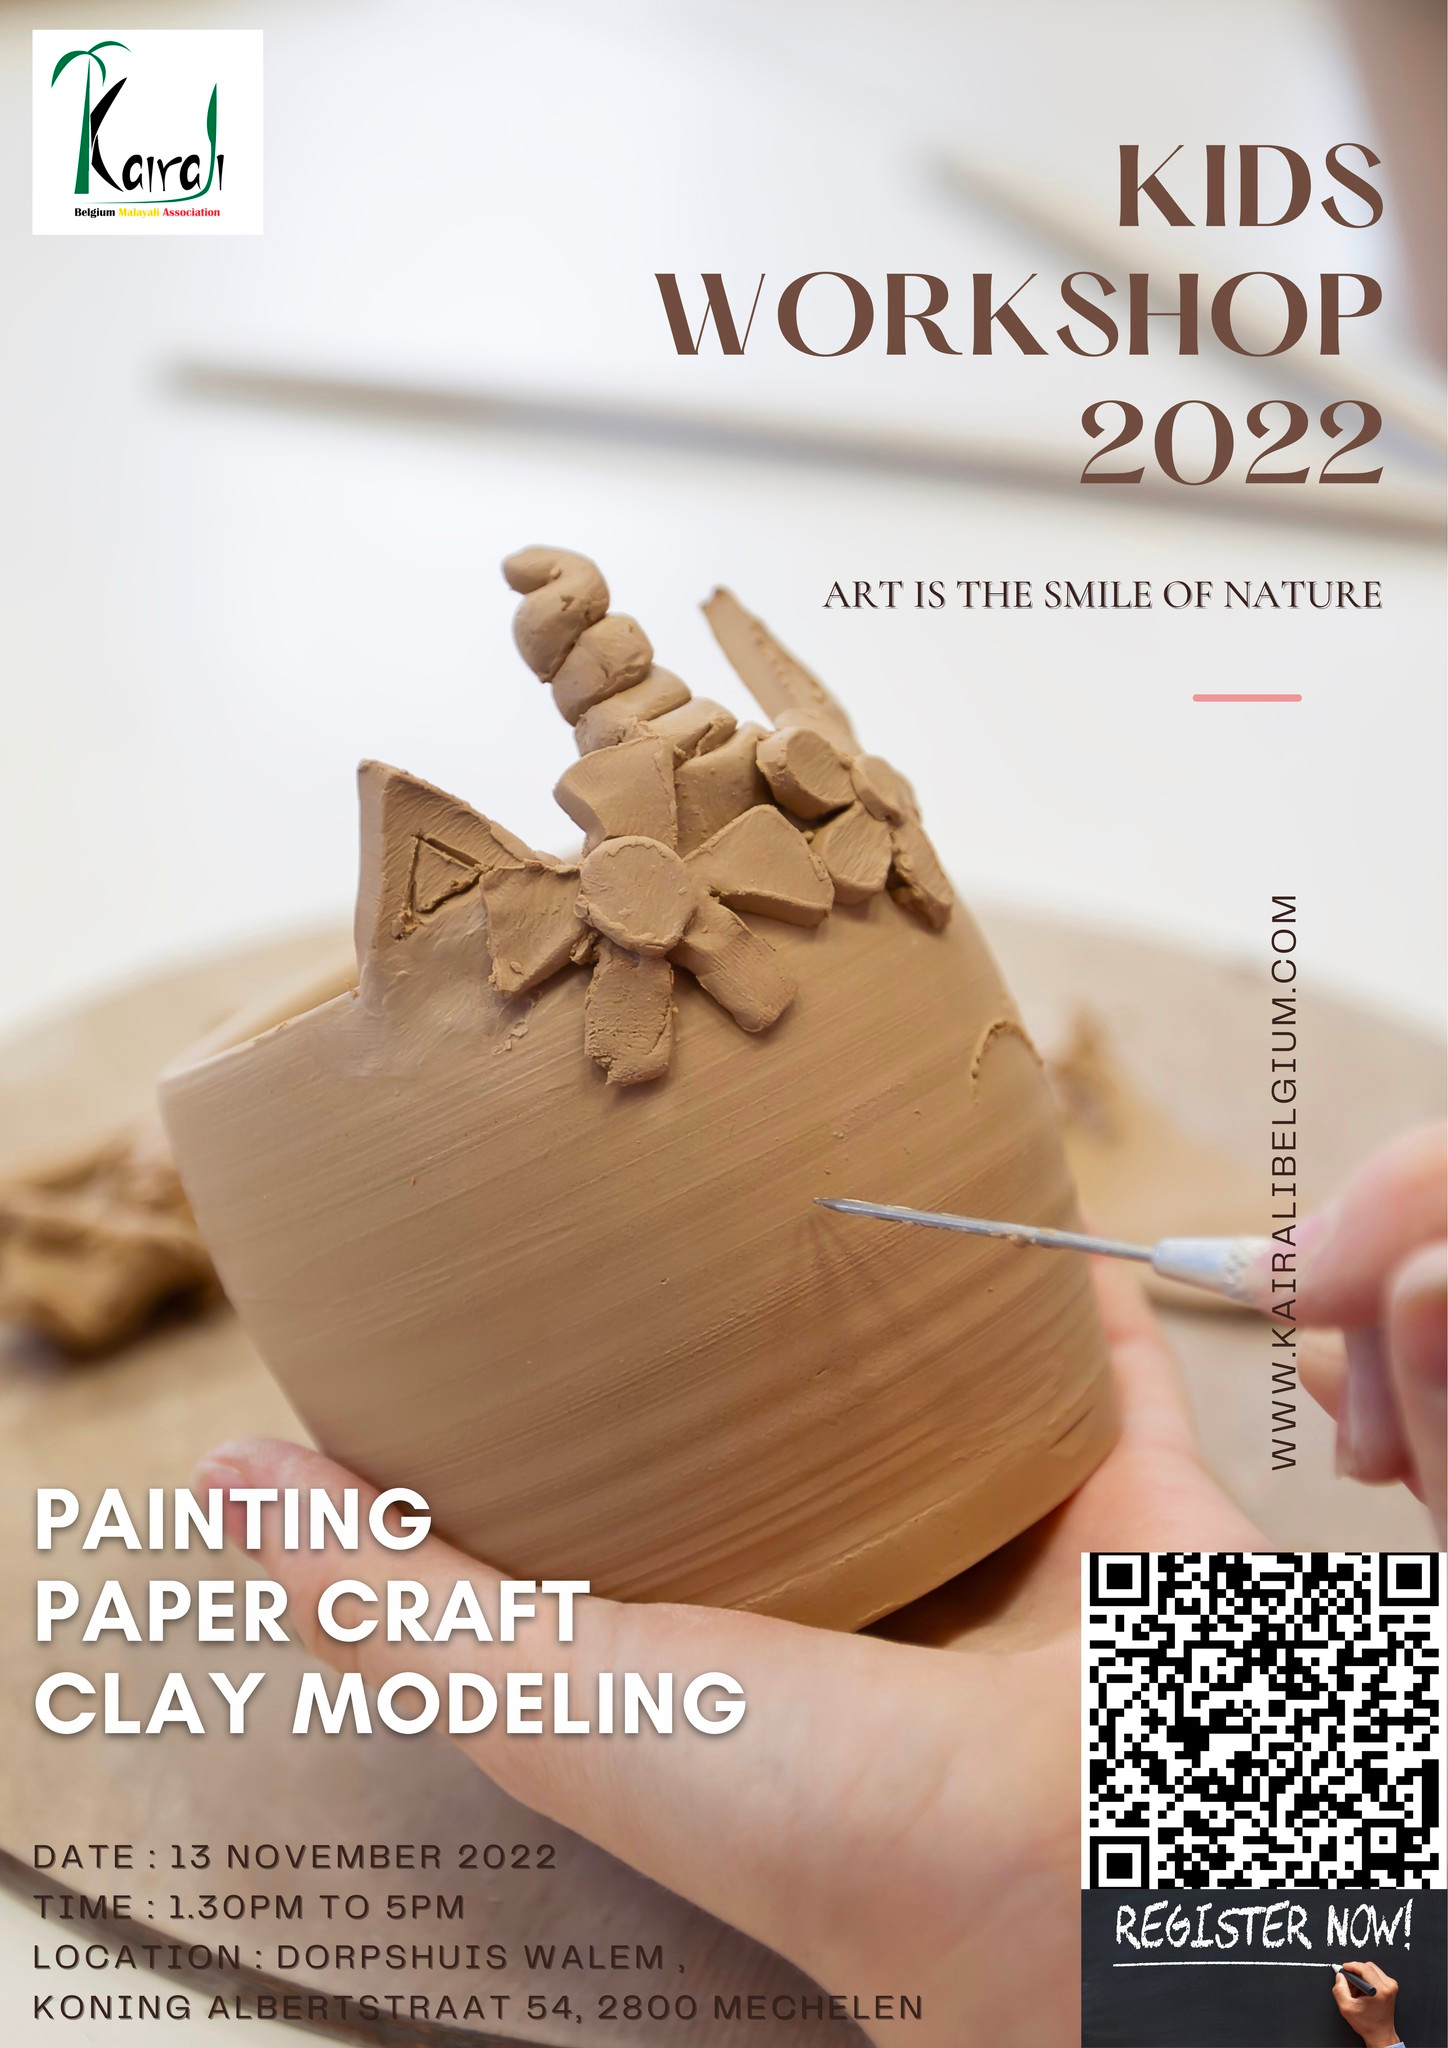 Kairali
Belgium Malayali Association
KIDS
WORKSHOP
2022
ART IS THE SMILE OF NATURE
WWW.KAIRALIBELGIUM.COM
PAINTING
PAPER CRAFT
CLAY MODELING
DATE : 13 NOVEMBER 2022
TIME : 1.30PM TO 5PM
LOCATION : DORPSHUIS WALEM ,
KONING ALBERTSTRAAT 54, 2800 MECHELEN
REGISTER NOW!